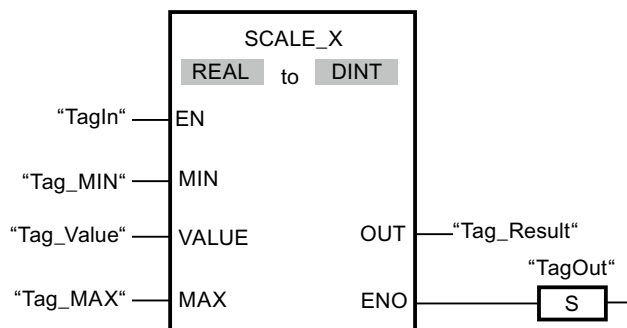 SCALE_X
REAL to DINT
“TagIn“ EN
“Tag_MIN“ MIN
“Tag_Value“ VALUE OUT “Tag_Result“
“TagOut“
“Tag_MAX“ MAX ENO S